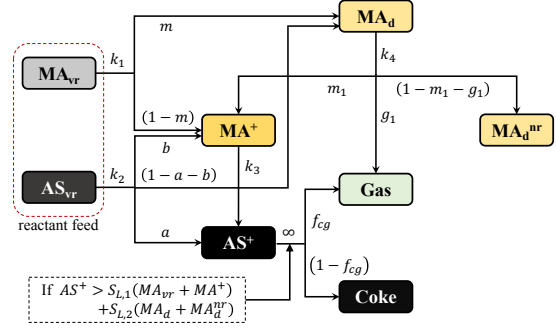 MA_d
m
k_1
k_4
MA_vr
m_1
(1 − m_1 − g_1)
(1 − m)
MA^+
MA_d^nr
b
g_1
k_2
k_3
AS_vr
(1 − a − b)
Gas
reactant feed
a
AS^+
∞
f_cg
(1 − f_cg)
If AS^+ > S_L,1(MA_vr + MA^+)
+S_L,2(MA_d + MA_d^nr)
Coke